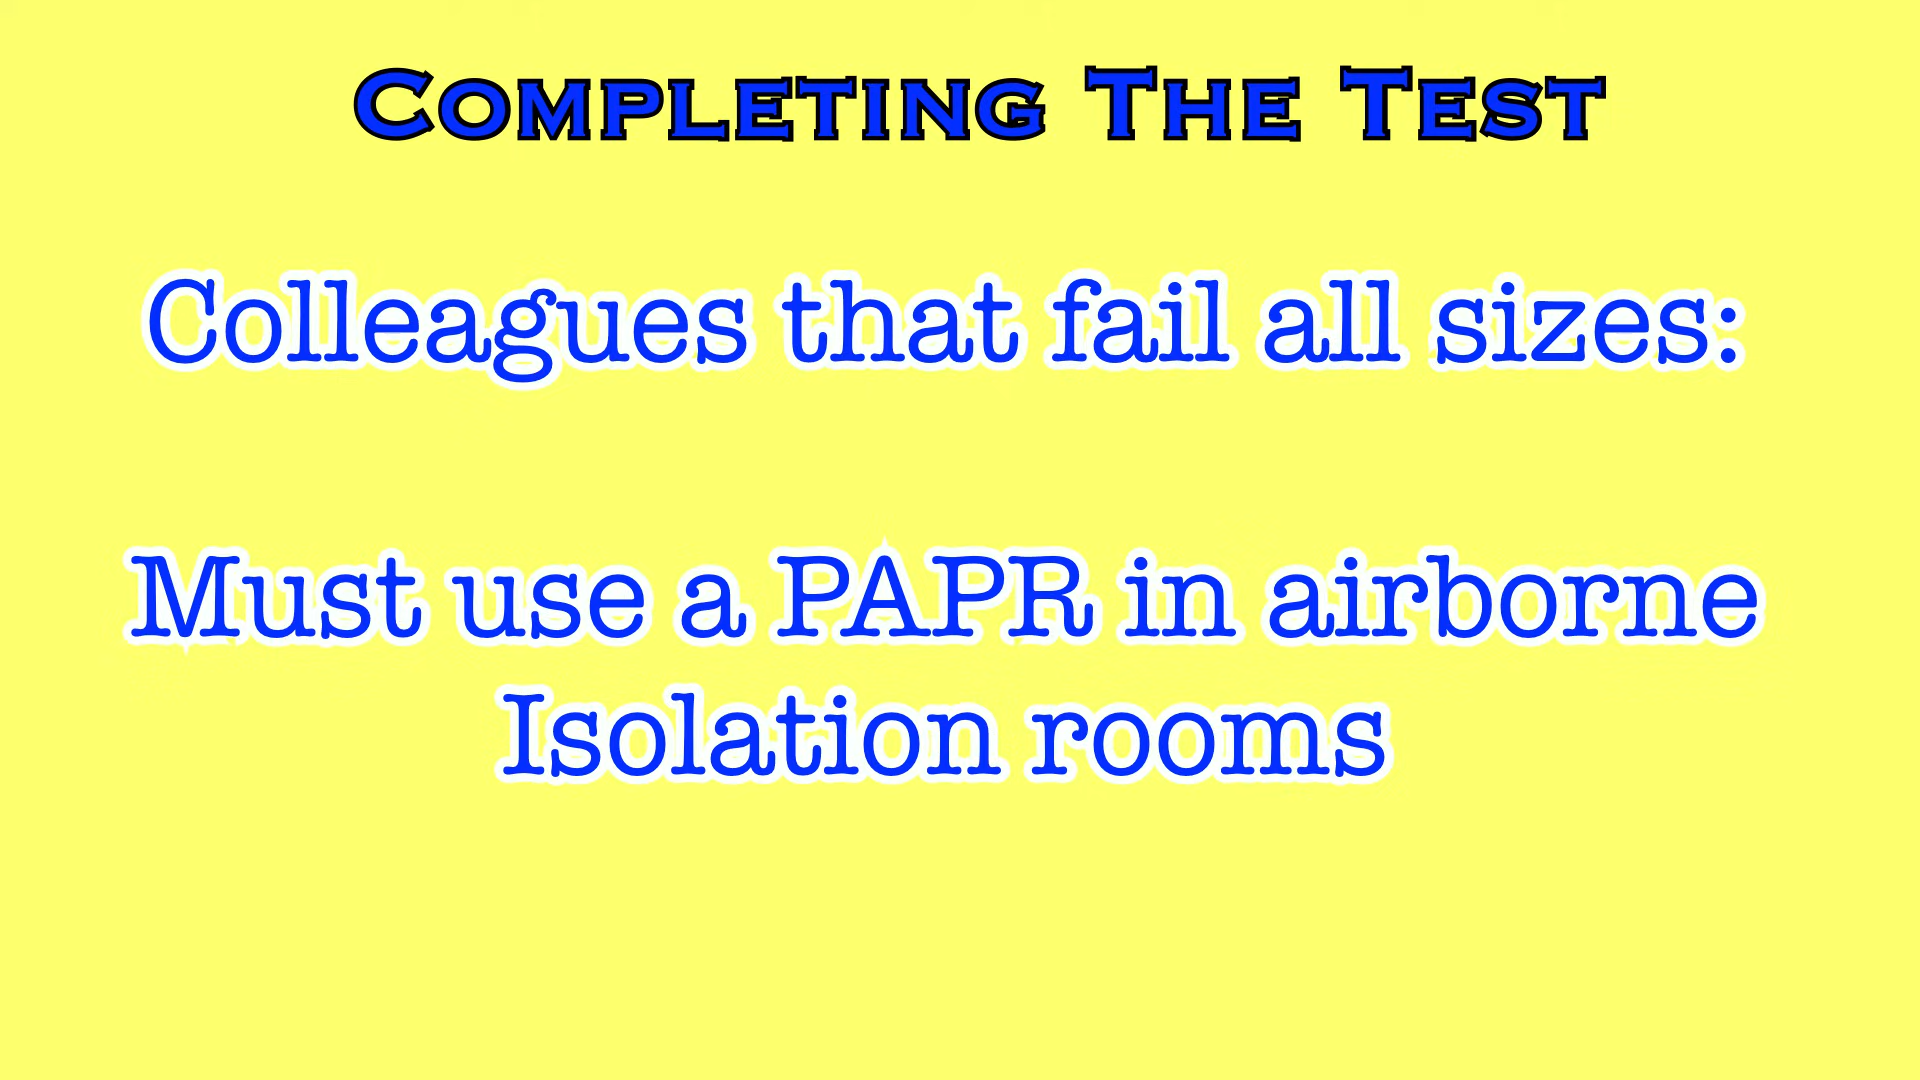 Completing The Test
Colleagues that fail all sizes:
Must use a PAPR in airborne
Isolation rooms